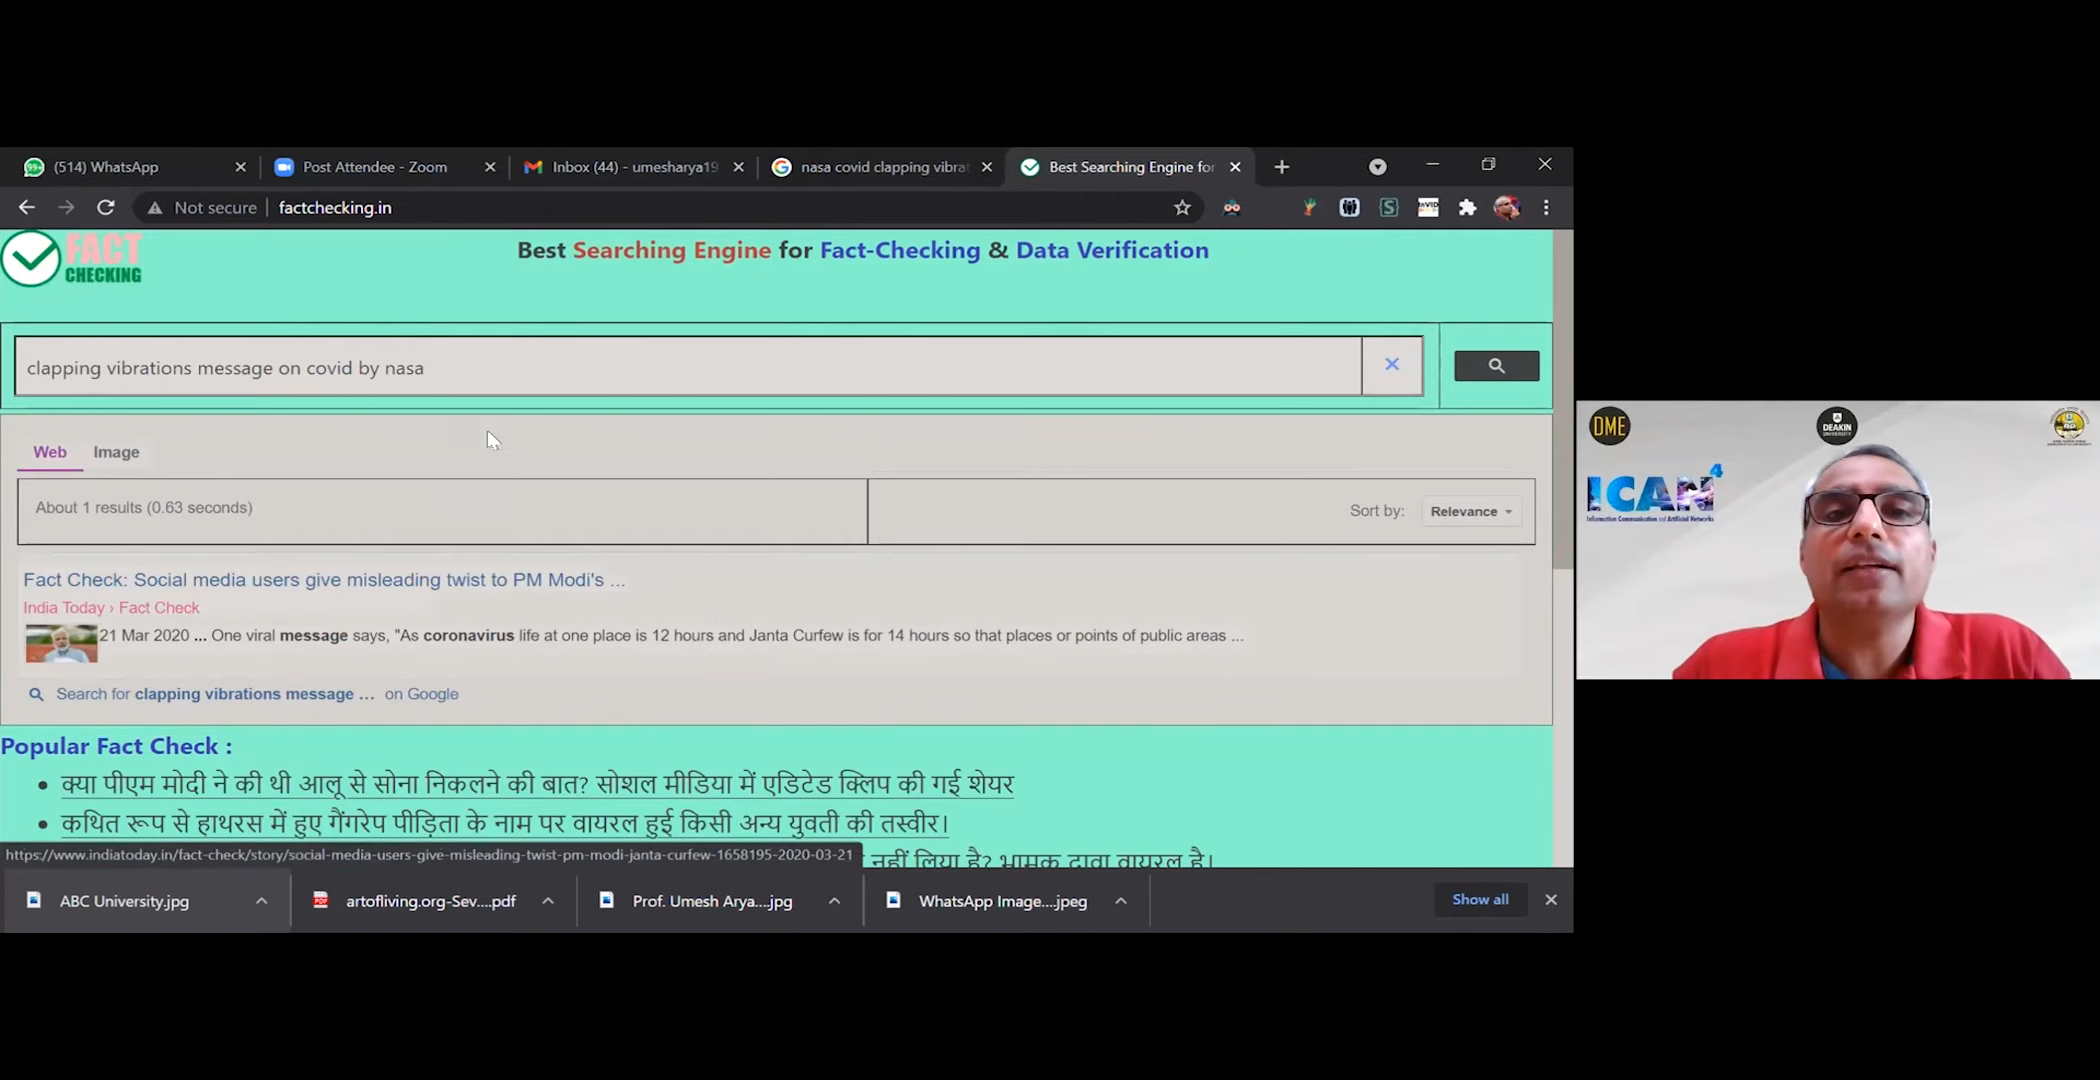 (514) WhatsApp
Post Attendee - Zoom
Inbox (44) - umesharya19
nasa covid clapping vibrat
Best Searching Engine for
Not secure
factchecking.in
FACT
CHECKING
Best Searching Engine for Fact-Checking & Data Verification
clapping vibrations message on covid by nasa
Web
Image
About 1 results (0.63 seconds)
Sort by:
Relevance
Fact Check: Social media users give misleading twist to PM Modi's ...
India Today › Fact Check
21 Mar 2020 ... One viral message says, "As coronavirus life at one place is 12 hours and Janta Curfew is for 14 hours so that places or points of public areas ...
Search for clapping vibrations message ... on Google
Popular Fact Check :
क्या पीएम मोदी ने की थी आलू से सोना निकलने की बात? सोशल मीडिया में एडिटेड क्लिप की गई शेयर
कथित रूप से हाथरस में हुए गैंगरेप पीड़िता के नाम पर वायरल हुई किसी अन्य युवती की तस्वीर।
नहीं लिया है? भ्रामक दावा वायरल है।
https://www.indiatoday.in/fact-check/story/social-media-users-give-misleading-twist-pm-modi-janta-curfew-1658195-2020-03-21
ABC University.jpg
artofliving.org-Sev....pdf
Prof. Umesh Arya....jpg
WhatsApp Image....jpeg
Show all
DME
DEAKIN
UNIVERSITY
ICAN4
Information Communication and Artificial Networks